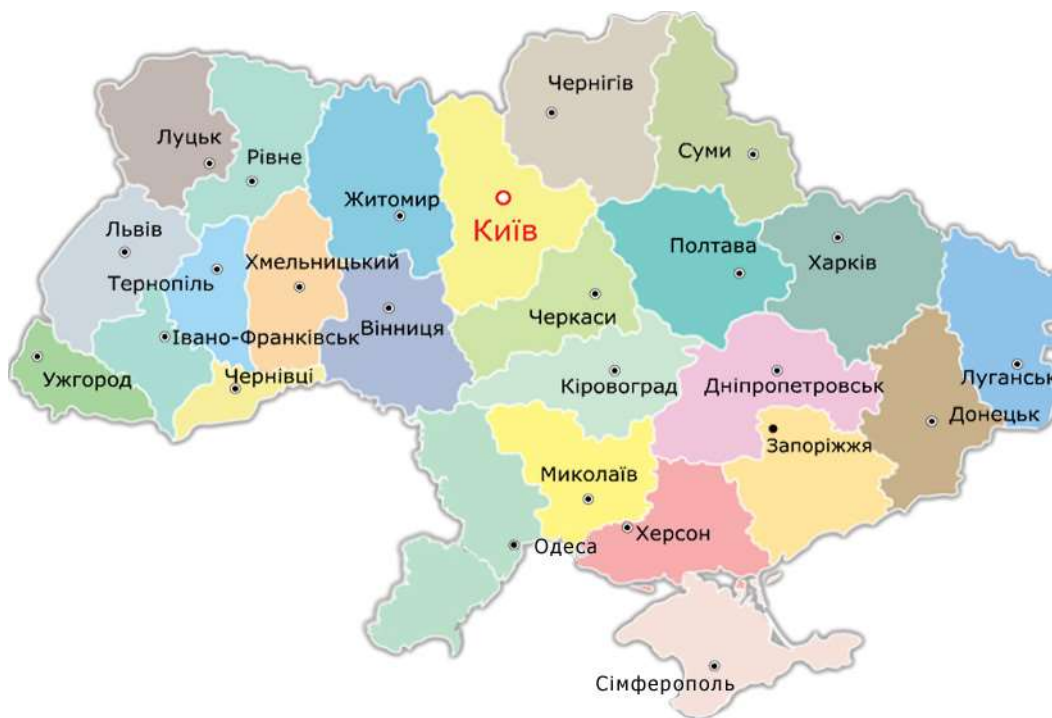 Чернігів
Луцьк
Суми
Рівне
Житомир
Київ
Львів
Полтава
Харків
Хмельницький
Тернопіль
Черкаси
Вінниця
Івано-Франківськ
Чернівці
Ужгород
Кіровоград
Дніпропетровськ
Луганськ
Донецьк
Запоріжжя
Миколаїв
Херсон
Одеса
Сімферополь